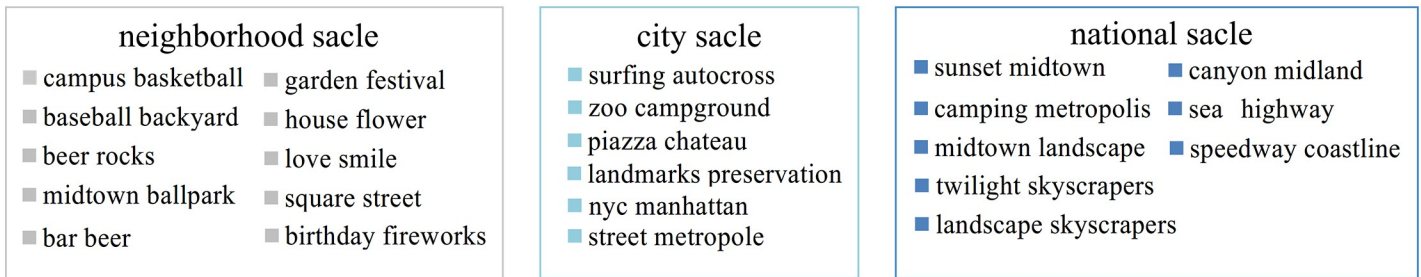 neighborhood sacle
campus basketball
baseball backyard
beer rocks
midtown ballpark
bar beer
garden festival
house flower
love smile
square street
birthday fireworks
city sacle
surfing autocross
zoo campground
piazza chateau
landmarks preservation
nyc manhattan
street metropole
national sacle
sunset midtown
camping metropolis
midtown landscape
twilight skyscrapers
landscape skyscrapers
canyon midland
sea highway
speedway coastline